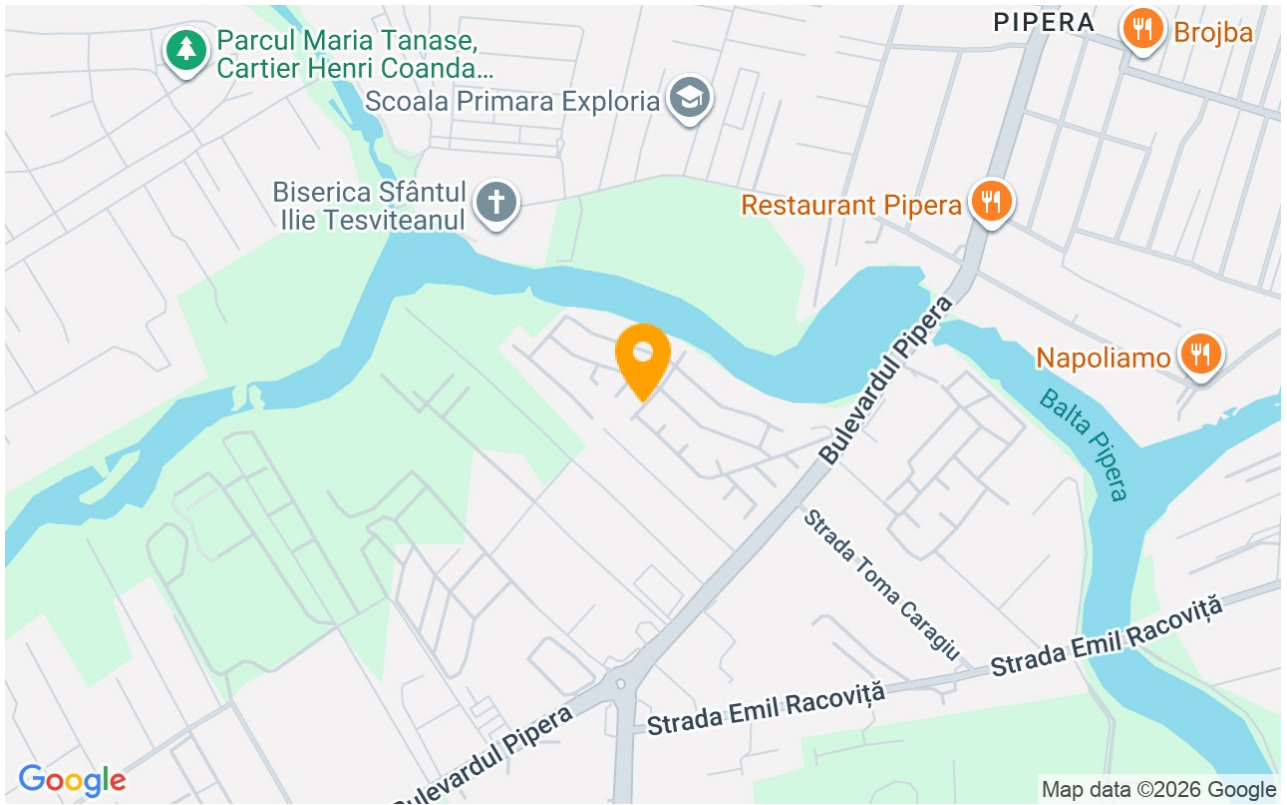 PIPERA
Brojba
Parcul Maria Tanase,
Cartier Henri Coanda...
Scoala Primara Exploria
Biserica Sfântul
Ilie Tesviteanul
Restaurant Pipera
Bulevardul Pipera
Napoliamo
Balta Pipera
Strada Toma Caragiu
Strada Emil Racoviță
Strada Emil Racoviță
Bulevardul Pipera
Google
Map data ©2026 Google